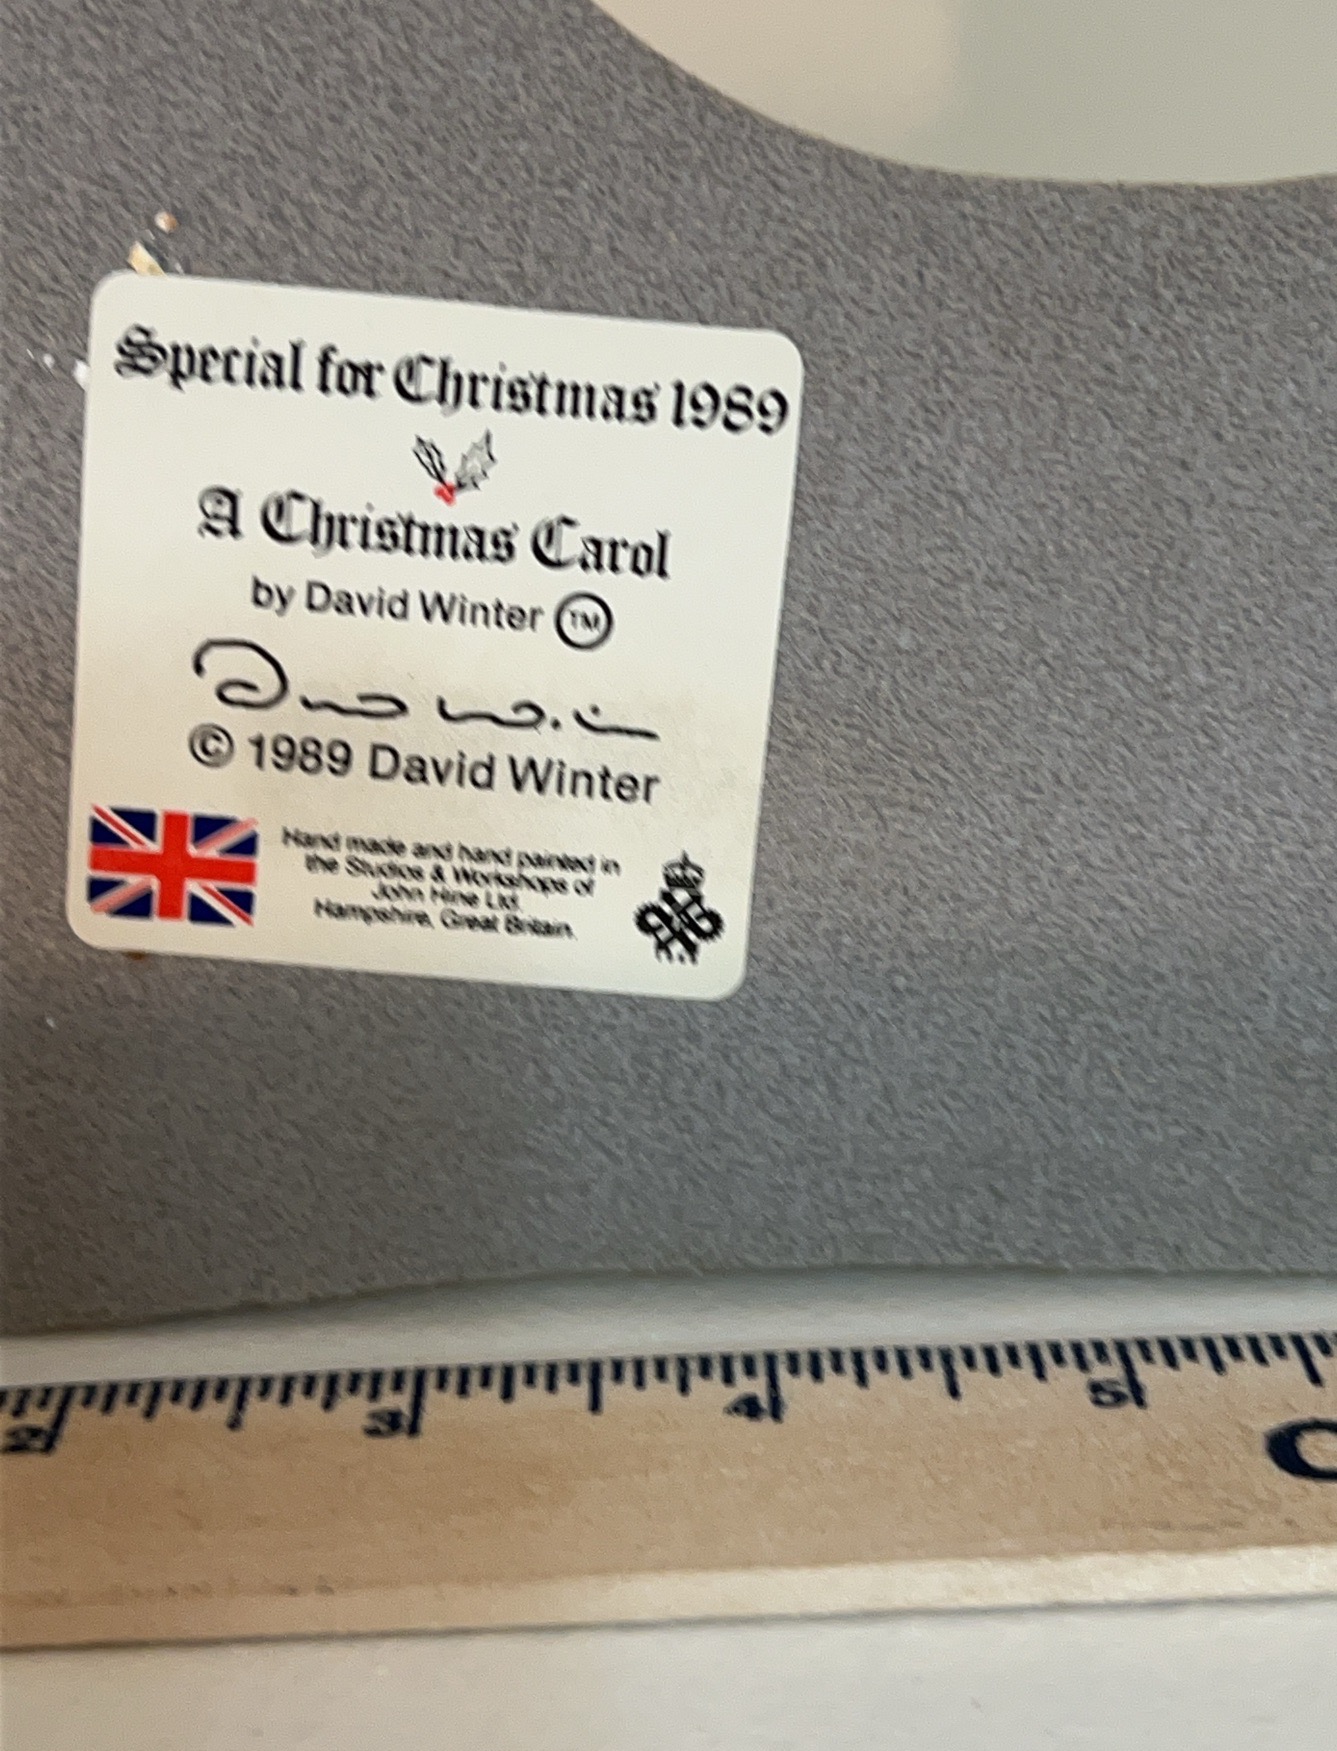 Special for Christmas 1989
A Christmas Carol
by David Winter TM
© 1989 David Winter
Hand made and hand painted in
the Studios & Workshops of
John Hine Ltd.
Hampshire, Great Britain.
2 3 4 5